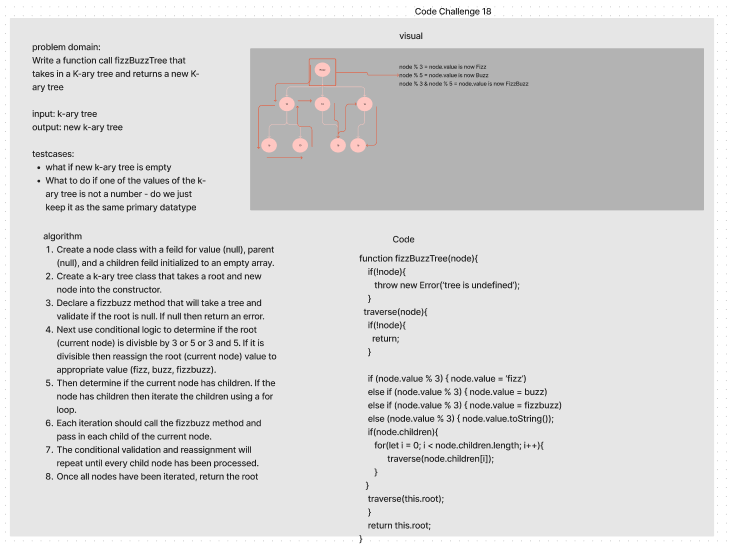 Code Challenge 18
visual
problem domain:
Write a function call fizzBuzzTree that
takes in a K-ary tree and returns a new K-
ary tree
input: k-ary tree
output: new k-ary tree
testcases:
• what if new k-ary tree is empty
• What to do if one of the values of the k-
ary tree is not a number - do we just
keep it as the same primary datatype
node % 3 = node.value is now Fizz
node % 5 = node.value is now Buzz
node % 3 & node % 5 = node.value is now FizzBuzz
algorithm
1. Create a node class with a feild for value (null), parent
(null), and a children feild initialized to an empty array.
2. Create a k-ary tree class that takes a root and new
node into the constructor.
3. Declare a fizzbuzz method that will take a tree and
validate if the root is null. If null then return an error.
4. Next use conditional logic to determine if the root
(current node) is divisble by 3 or 5 or 3 and 5. If it is
divisible then reassign the root (current node) value to
appropriate value (fizz, buzz, fizzbuzz).
5. Then determine if the current node has children. If the
node has children then iterate the children using a for
loop.
6. Each iteration should call the fizzbuzz method and
pass in each child of the current node.
7. The conditional validation and reassignment will
repeat until every child node has been processed.
8. Once all nodes have been iterated, return the root
Code
function fizzBuzzTree(node){
if(!node){
throw new Error('tree is undefined');
}
traverse(node){
if(!node){
return;
}
if (node.value % 3) { node.value = 'fizz')
else if (node.value % 3) { node.value = buzz)
else if (node.value % 3) { node.value = fizzbuzz)
else (node.value % 3) { node.value.toString());
if(node.children){
for(let i = 0; i < node.children.length; i++){
traverse(node.children[i]);
}
}
traverse(this.root);
}
return this.root;
}